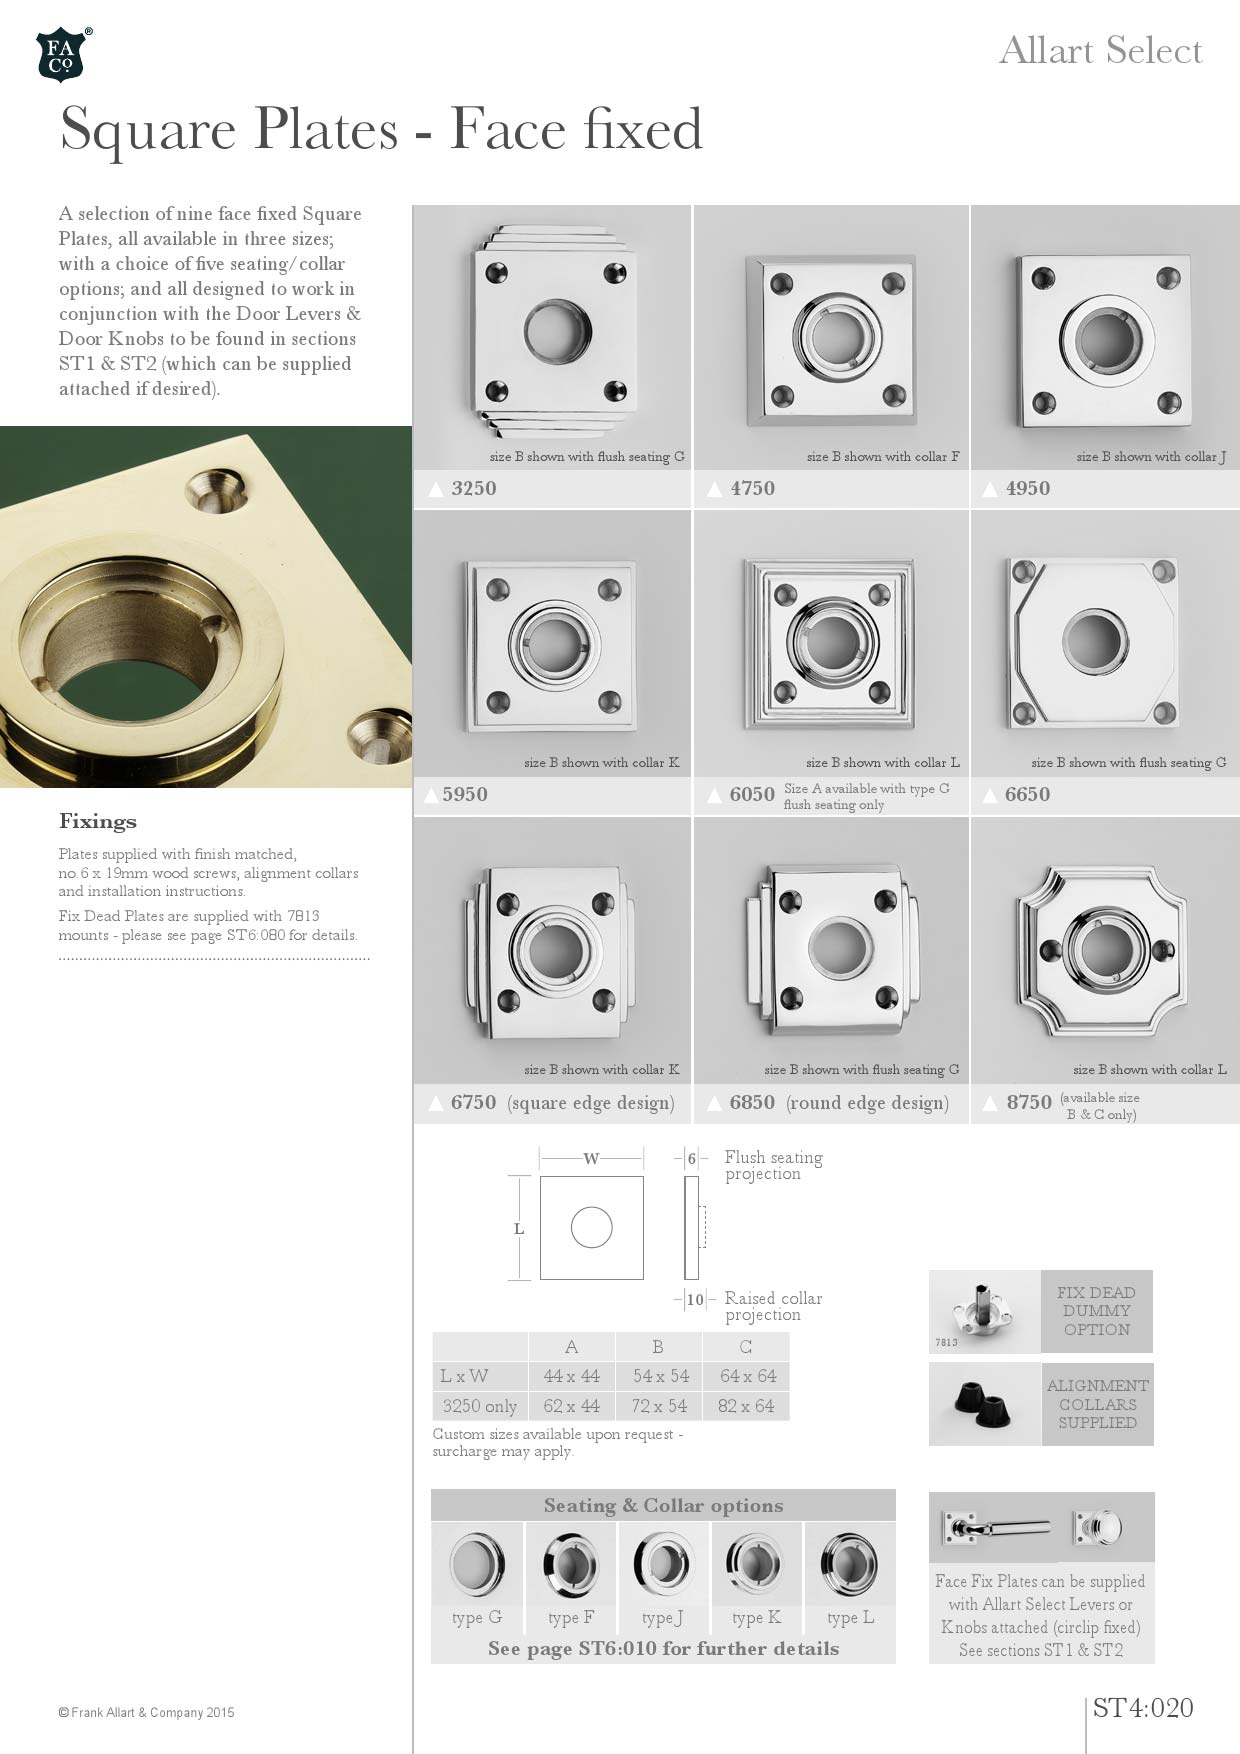 FA
Co.
®
Allart Select
Square Plates - Face fixed
A selection of nine face fixed Square
Plates, all available in three sizes;
with a choice of five seating/collar
options; and all designed to work in
conjunction with the Door Levers &
Door Knobs to be found in sections
ST1 & ST2 (which can be supplied
attached if desired).
size B shown with flush seating G
3250
size B shown with collar F
4750
size B shown with collar J
4950
size B shown with collar K
5950
size B shown with collar L
6050 Size A available with type G
flush seating only
size B shown with flush seating G
6650
size B shown with collar K
6750 (square edge design)
size B shown with flush seating G
6850 (round edge design)
size B shown with collar L
8750 (available size
B & C only)
Fixings
Plates supplied with finish matched,
no.6 x 19mm wood screws, alignment collars
and installation instructions.
Fix Dead Plates are supplied with 7813
mounts - please see page ST6:080 for details.
W
L
6
Flush seating
projection
10
Raised collar
projection
A B C
L x W 44 x 44 54 x 54 64 x 64
3250 only 62 x 44 72 x 54 82 x 64
Custom sizes available upon request -
surcharge may apply.
7813
FIX DEAD
DUMMY
OPTION
ALIGNMENT
COLLARS
SUPPLIED
Seating & Collar options
type G type F type J type K type L
See page ST6:010 for further details
Face Fix Plates can be supplied
with Allart Select Levers or
Knobs attached (circlip fixed)
See sections ST1 & ST2
© Frank Allart & Company 2015
ST4:020